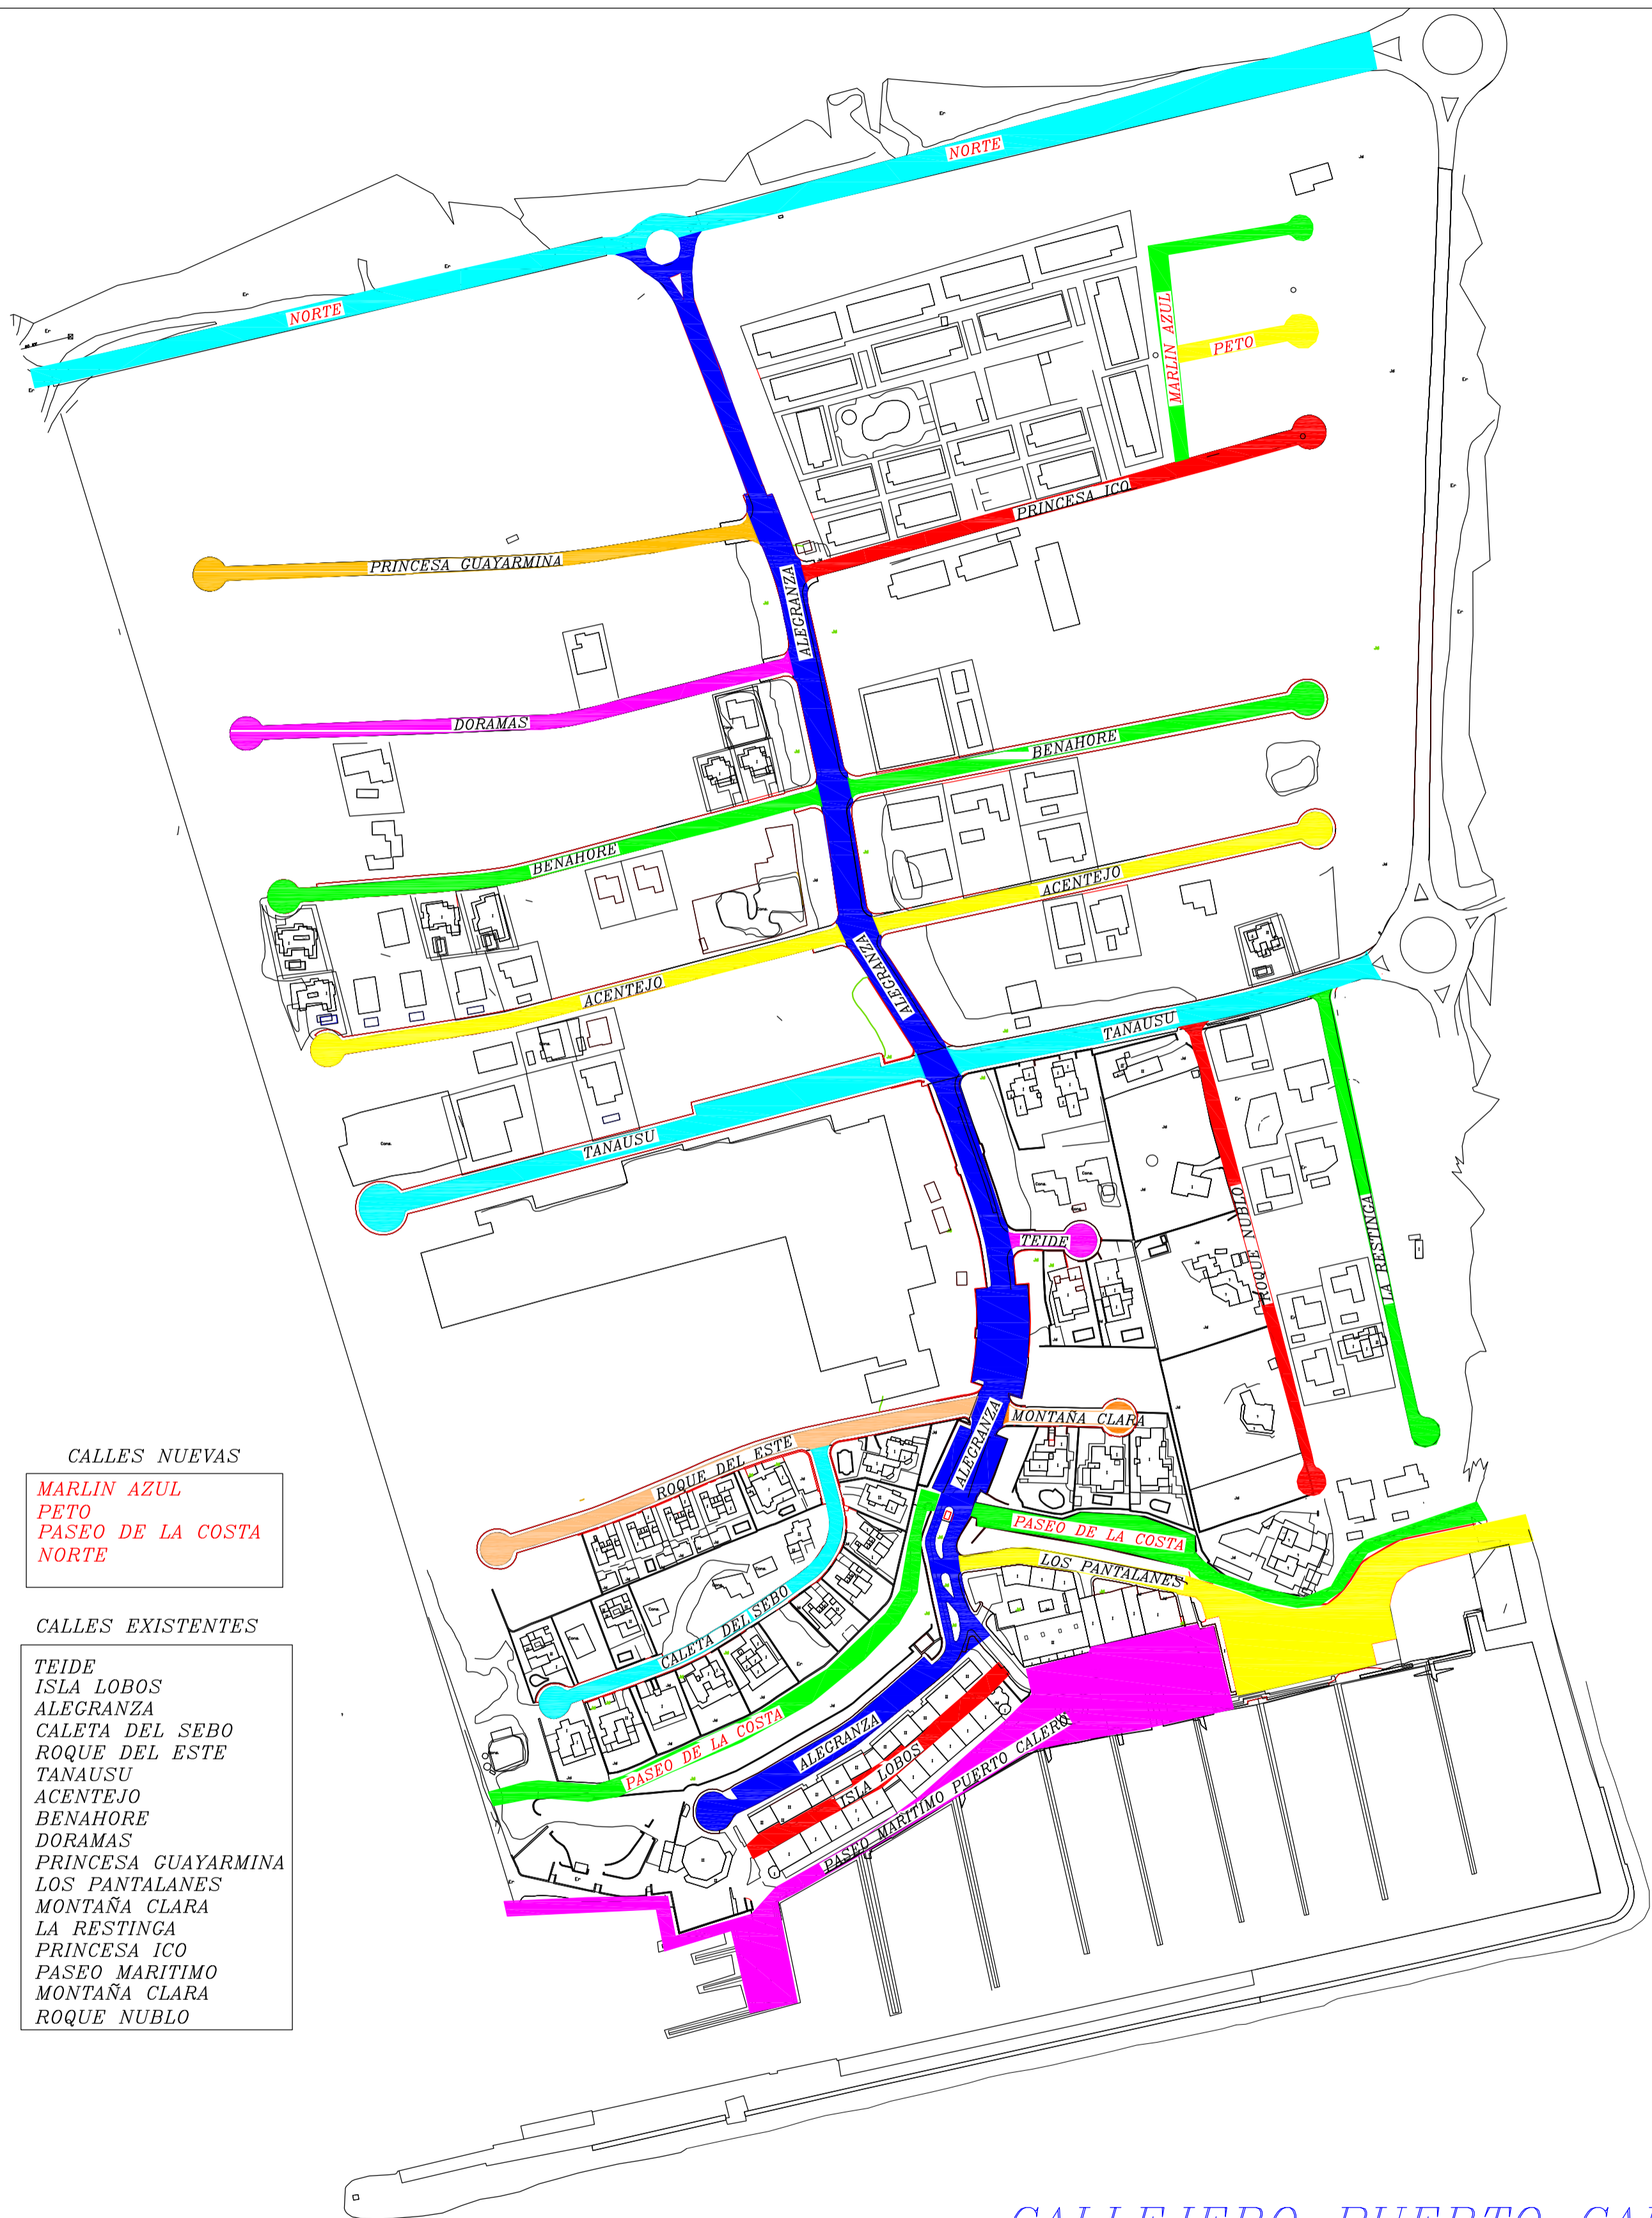 NORTE
NORTE
MARLIN AZUL
PETO
PRINCESA ICO
PRINCESA GUAYARMINA
ALEGRANZA
DORAMAS
BENAHORE
BENAHORE
ACENTEJO
ALEGRANZA
ACENTEJO
TANAUSU
TANAUSU
ROQUE NUBLO
LA RESTINGA
TEIDE
MONTAÑA CLARA
ALEGRANZA
ROQUE DEL ESTE
PASEO DE LA COSTA
LOS PANTALANES
CALETA DEL SEBO
PASEO DE LA COSTA
ALEGRANZA
ISLA LOBOS
PASEO MARITIMO PUERTO CALERO
CALLES NUEVAS
MARLIN AZUL
PETO
PASEO DE LA COSTA
NORTE
CALLES EXISTENTES
TEIDE
ISLA LOBOS
ALEGRANZA
CALETA DEL SEBO
ROQUE DEL ESTE
TANAUSU
ACENTEJO
BENAHORE
DORAMAS
PRINCESA GUAYARMINA
LOS PANTALANES
MONTAÑA CLARA
LA RESTINGA
PRINCESA ICO
PASEO MARITIMO
MONTAÑA CLARA
ROQUE NUBLO
CALLEJERO PUERTO CA